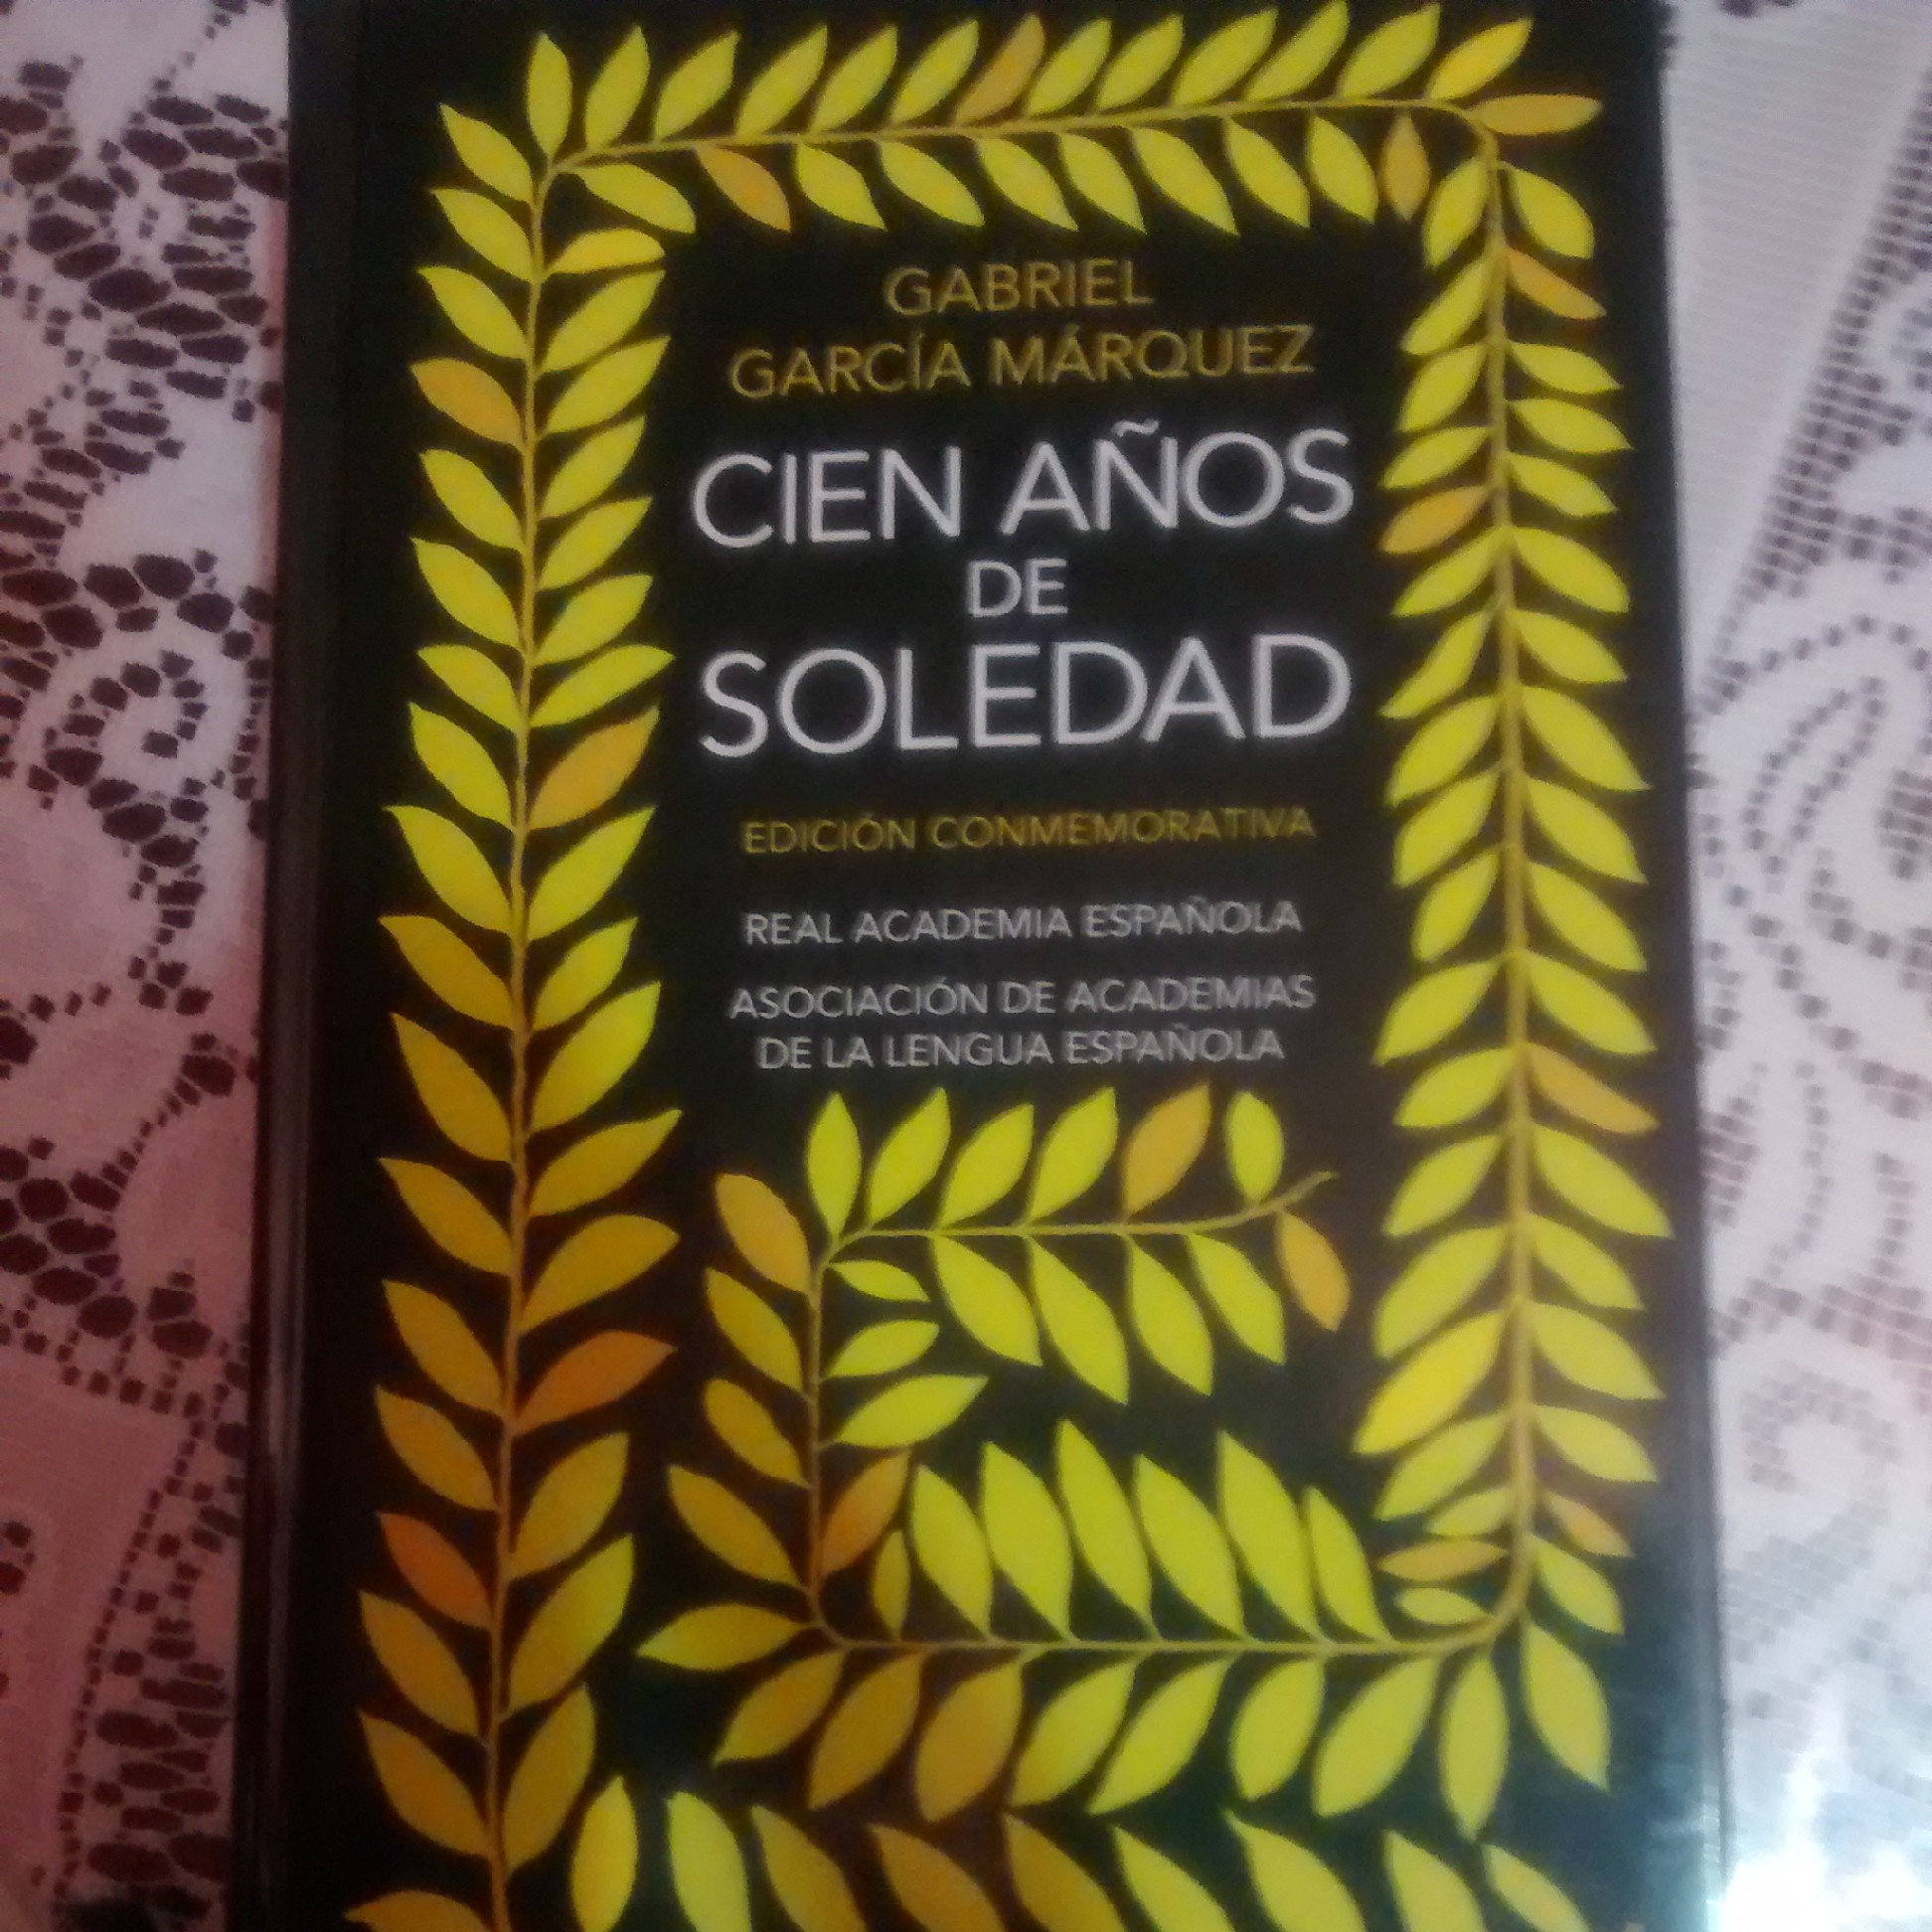 GABRIEL
GARCÍA MÁRQUEZ
CIEN AÑOS
DE
SOLEDAD
EDICIÓN CONMEMORATIVA
REAL ACADEMIA ESPAÑOLA
ASOCIACIÓN DE ACADEMIAS
DE LA LENGUA ESPAÑOLA